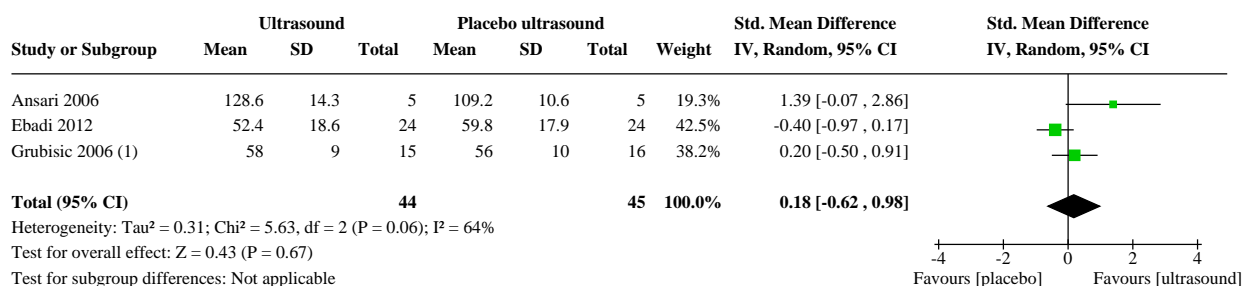 Ultrasound Placebo ultrasound Std. Mean Difference Std. Mean Difference
Study or Subgroup Mean SD Total Mean SD Total Weight IV, Random, 95% CI IV, Random, 95% CI
Ansari 2006 128.6 14.3 5 109.2 10.6 5 19.3% 1.39 [-0.07 , 2.86]
Ebadi 2012 52.4 18.6 24 59.8 17.9 24 42.5% -0.40 [-0.97 , 0.17]
Grubisic 2006 (1) 58 9 15 56 10 16 38.2% 0.20 [-0.50 , 0.91]
Total (95% CI) 44 45 100.0% 0.18 [-0.62 , 0.98]
Heterogeneity: Tau² = 0.31; Chi² = 5.63, df = 2 (P = 0.06); I² = 64%
Test for overall effect: Z = 0.43 (P = 0.67)
Test for subgroup differences: Not applicable
-4 -2 0 2 4
Favours [placebo] Favours [ultrasound]